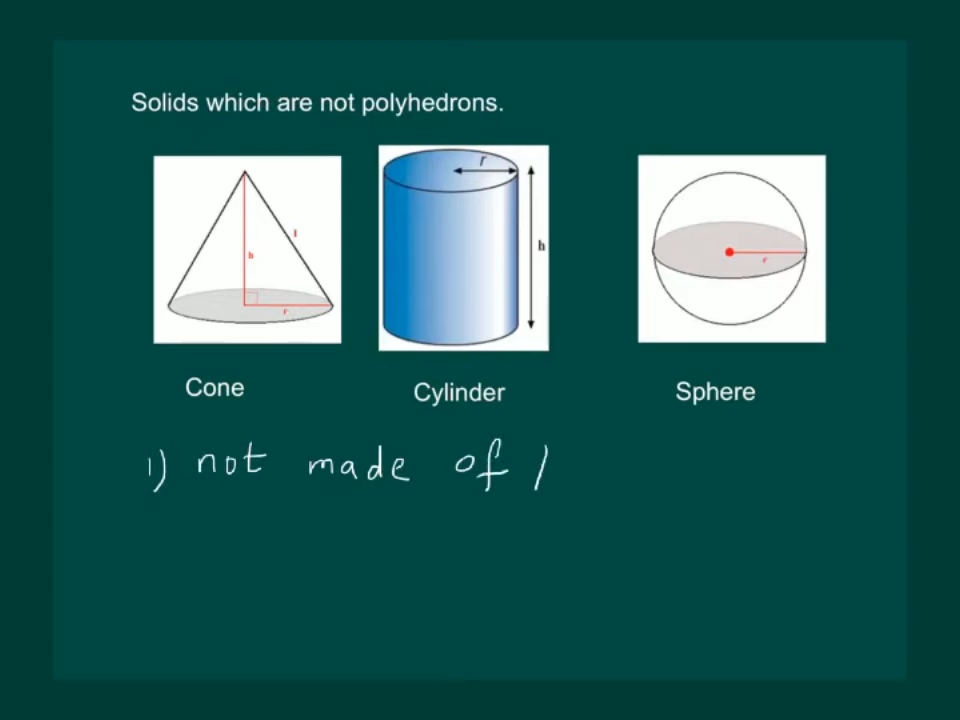 Solids which are not polyhedrons.
l
h
r
r
h
r
Cone
Cylinder
Sphere
1) not made of